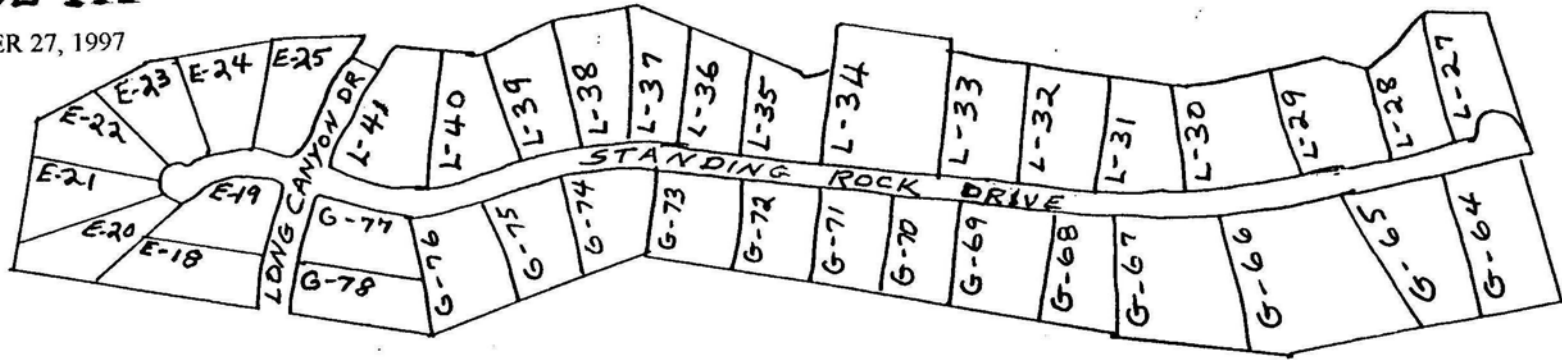 ER 27, 1997
E-25
E-24
E-23
E-22
E-21
E-20
E-19
E-18
LONG CANYON DR
L-41
L-40
L-39
L-38
L-37
L-36
L-35
L-34
L-33
L-32
L-31
L-30
L-29
L-28
L-27
STANDING ROCK DRIVE
G-77
G-78
G-76
G-75
G-74
G-73
G-72
G-71
G-70
G-69
G-68
G-67
G-66
G-65
G-64